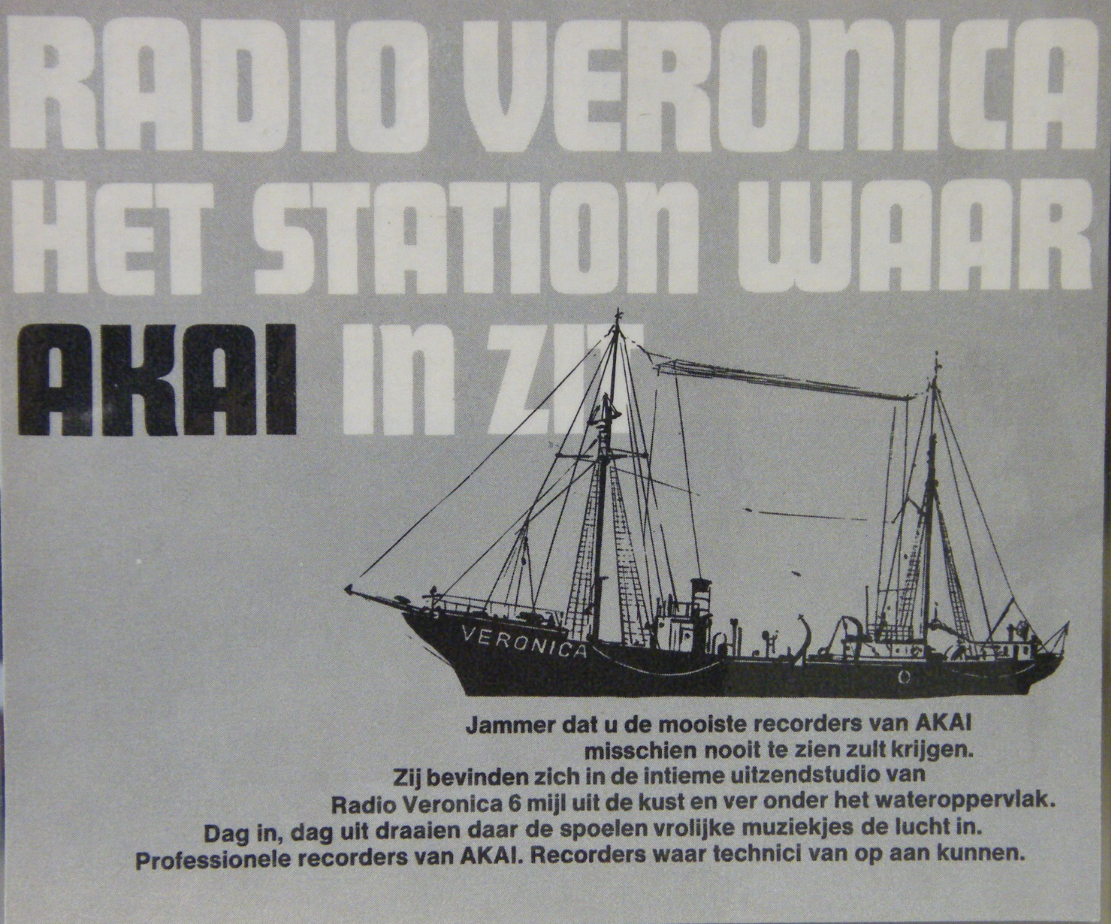 RADIO VERONICA
HET STATION WAAR
AKAI IN ZIT
VERONICA
Jammer dat u de mooiste recorders van AKAI
misschien nooit te zien zult krijgen.
Zij bevinden zich in de intieme uitzendstudio van
Radio Veronica 6 mijl uit de kust en ver onder het wateroppervlak.
Dag in, dag uit draaien daar de spoelen vrolijke muziekjes de lucht in.
Professionele recorders van AKAI. Recorders waar technici van op aan kunnen.